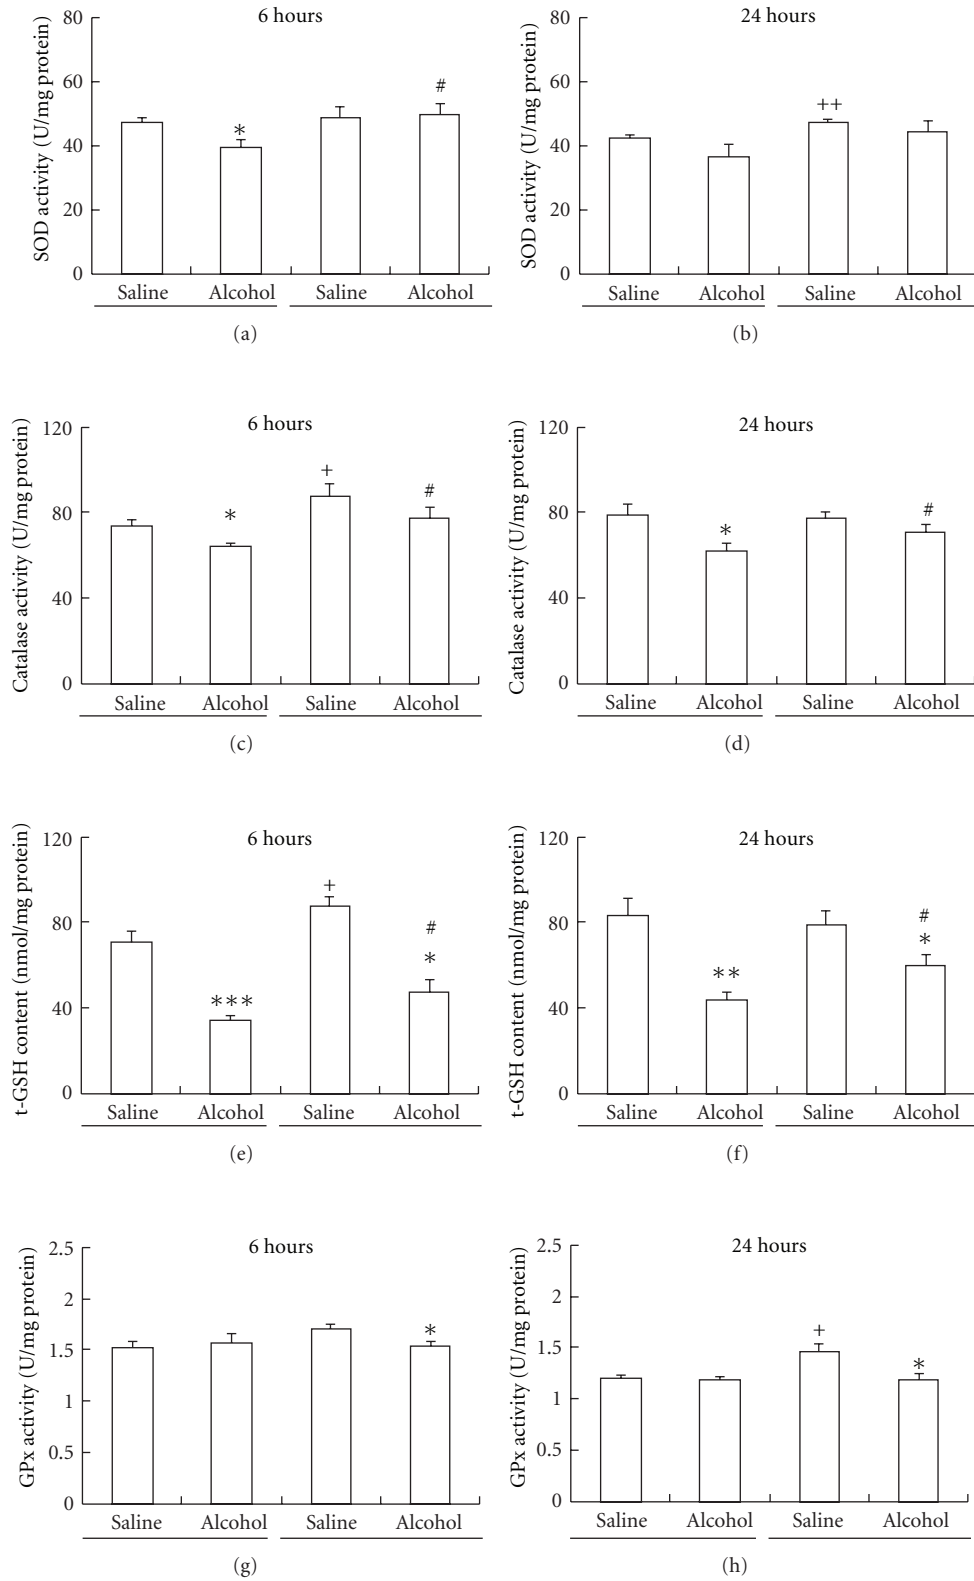 6 hours
SOD activity (U/mg protein)
80
60
40
20
0
*
#
Saline Alcohol Saline Alcohol
(a)
24 hours
SOD activity (U/mg protein)
80
60
40
20
0
++
Saline Alcohol Saline Alcohol
(b)
6 hours
Catalase activity (U/mg protein)
120
80
40
0
*
+
#
Saline Alcohol Saline Alcohol
(c)
24 hours
Catalase activity (U/mg protein)
120
80
40
0
*
#
Saline Alcohol Saline Alcohol
(d)
6 hours
t-GSH content (nmol/mg protein)
120
80
40
0
***
+
#
*
Saline Alcohol Saline Alcohol
(e)
24 hours
t-GSH content (nmol/mg protein)
120
80
40
0
**
#
*
Saline Alcohol Saline Alcohol
(f)
6 hours
GPx activity (U/mg protein)
2.5
2
1.5
1
0.5
0
*
Saline Alcohol Saline Alcohol
(g)
24 hours
GPx activity (U/mg protein)
2.5
2
1.5
1
0.5
0
+
*
Saline Alcohol Saline Alcohol
(h)